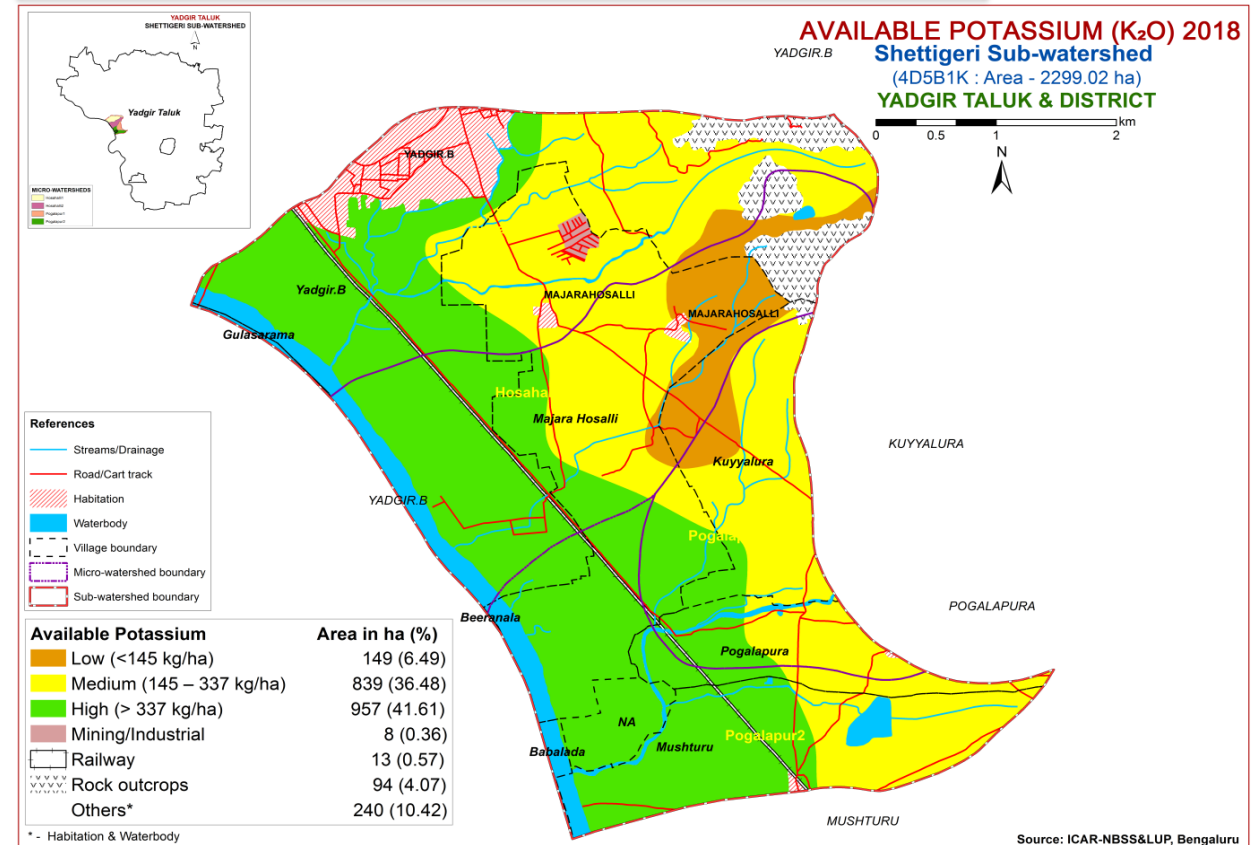 YADGIR TALUK
SHETTIGERI SUB-WATERSHED
N
Yadgir Taluk
MICRO-WATERSHEDS
AVAILABLE POTASSIUM (K₂O) 2018
Shettigeri Sub-watershed
(4D5B1K : Area - 2299.02 ha)
YADGIR TALUK & DISTRICT
0 0.5 1 2 km
N
YADGIR.B
YADGIR.B
Yadgir.B
MAJARAHOSALLI
MAJARAHOSALLI
Gulasarama
Hosaha
Majara Hosalli
KUYYALURA
Kuyyalura
YADGIR.B
Pogalap
Beeranala
POGALAPURA
Pogalapura
NA
Pogalapur2
Babalada
Mushturu
MUSHTURU
References
Streams/Drainage
Road/Cart track
Habitation
Waterbody
Village boundary
Micro-watershed boundary
Sub-watershed boundary
Available Potassium Area in ha (%)
Low (<145 kg/ha) 149 (6.49)
Medium (145 – 337 kg/ha) 839 (36.48)
High (> 337 kg/ha) 957 (41.61)
Mining/Industrial 8 (0.36)
Railway 13 (0.57)
Rock outcrops 94 (4.07)
Others* 240 (10.42)
* - Habitation & Waterbody
Source: ICAR-NBSS&LUP, Bengaluru